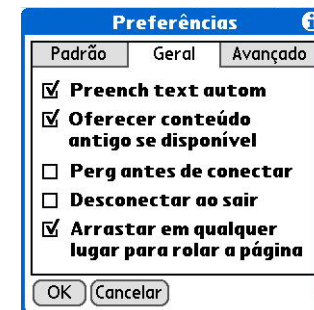 Preferências
Padrão Geral Avançado
Preench text autom
Oferecer conteúdo
antigo se disponível
Perg antes de conectar
Desconectar ao sair
Arrastar em qualquer
lugar para rolar a página
OK Cancelar